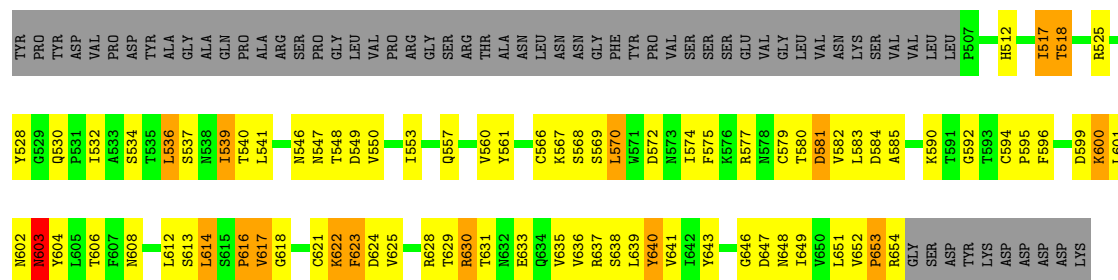 TYR PRO TYR ASP VAL PRO ASP TYR ALA GLY ALA GLN PRO ALA ARG SER PRO GLY LEU VAL PRO ARG GLY SER ARG THR ALA ASN LEU ASN ASN GLY PHE TYR PRO VAL SER SER SER GLU VAL GLY LEU VAL ASN LYS SER VAL VAL LEU LEU P507 H512 I517 T518 R525
Y528 G529 Q530 P531 I532 A533 S534 T535 L536 S537 N538 I539 T540 L541 N546 N547 T548 D549 V550 I553 Q557 V560 Y561 C566 K567 S568 S569 L570 W571 D572 N573 I574 F575 K576 R577 N578 C579 T580 D581 V582 L583 D584 A585 K590 T591 G592 T593 C594 P595 F596 D599 K600 L601
N602 N603 Y604 L605 T606 F607 N608 L612 S613 L614 S615 P616 V617 G618 C621 K622 F623 D624 V625 R628 T629 R630 T631 N632 E633 Q634 V635 V636 R637 S638 L639 Y640 V641 I642 Y643 G646 D647 N648 I649 V650 L651 V652 P653 R654 GLY SER ASP TYR LYS ASP ASP ASP ASP LYS